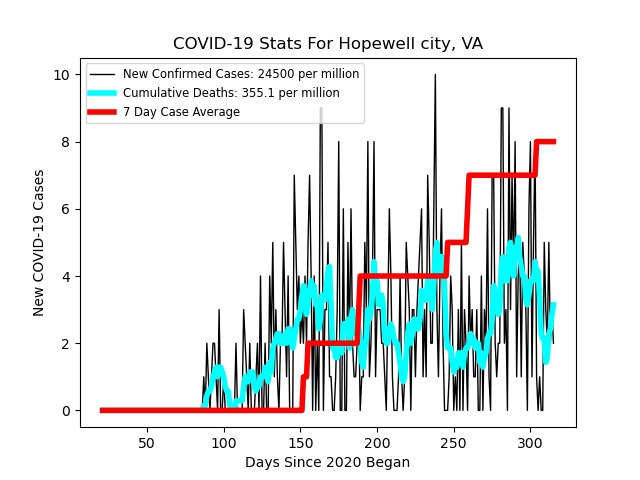 COVID-19 Stats For Hopewell city, VA
New Confirmed Cases: 24500 per million
Cumulative Deaths: 355.1 per million
7 Day Case Average
New COVID-19 Cases
10
8
6
4
2
0
50 100 150 200 250 300
Days Since 2020 Began